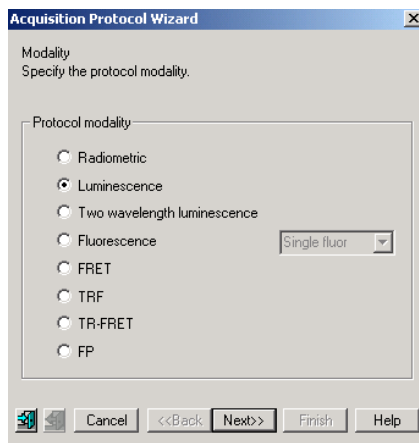 Acquisition Protocol Wizard
Modality
Specify the protocol modality.
Protocol modality
Radiometric
Luminescence
Two wavelength luminescence
Fluorescence Single fluor
FRET
TRF
TR-FRET
FP
Cancel <<Back Next>> Finish Help